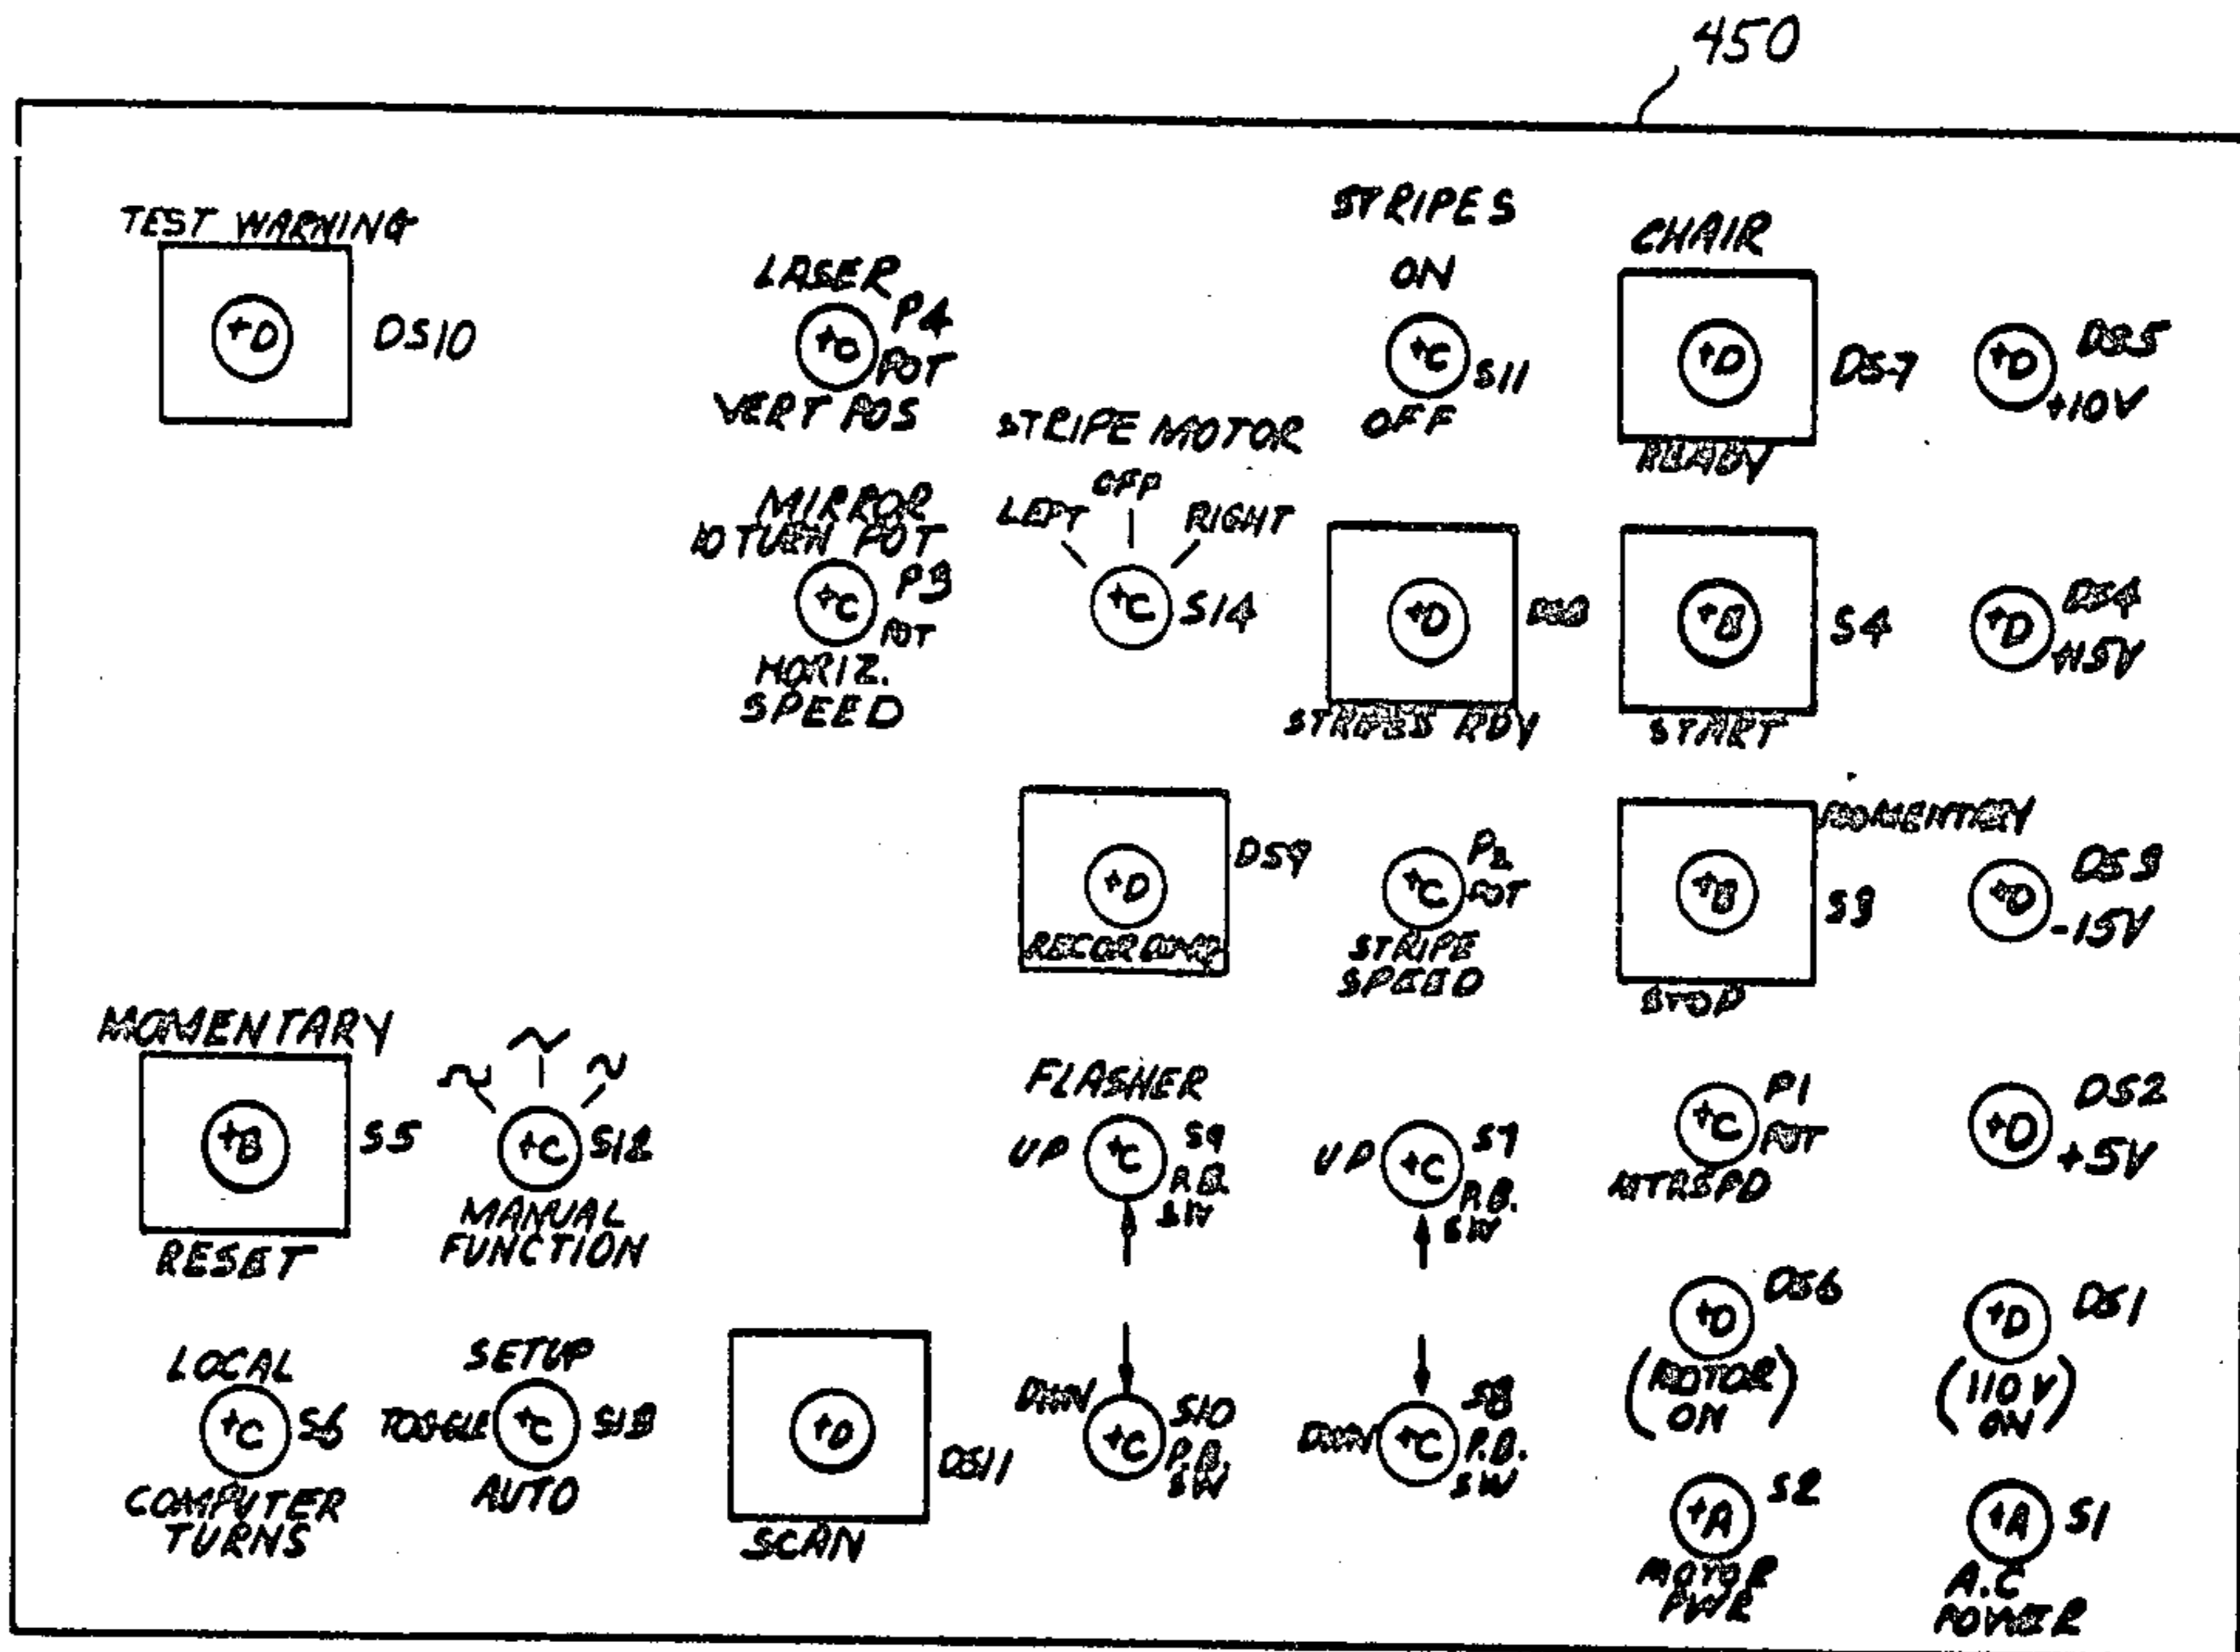 450
TEST WARNING
+D
DS10
LASER
P4
+D
POT
VERT POS
STRIPES
ON
+C
S11
OFF
CHAIR
+D
DS7
READY
+D
DS5
+10V
MIRROR
10 TURN POT
P3
+C
POT
HORIZ.
SPEED
STRIPE MOTOR
LEFT
OFF
RIGHT
+C
S14
+D
STRIPES RDY
+B
S4
START
+D
DS4
+15V
+D
DS9
RECORDING
P2
+C
POT
STRIPE
SPEED
MOMENTARY
+B
S3
STOP
+D
DS3
-15V
MOMENTARY
+B
S5
RESET
+C
S12
MANUAL
FUNCTION
FLASHER
UP
+C
S9
P.B.
SW
UP
+C
S7
P.B.
SW
P1
+C
POT
MTRSPD
+D
DS2
+5V
+D
DS6
(MOTOR
ON)
+D
DS1
(110 V
ON)
LOCAL
+C
S6
COMPUTER
TURNS
SETUP
TOGGLE
+C
S13
AUTO
+D
DS11
SCAN
DWN
+C
S10
P.B.
SW
DWN
+C
S8
P.B.
SW
+A
S2
MOTOR
PWR
+A
S1
A.C
POWER